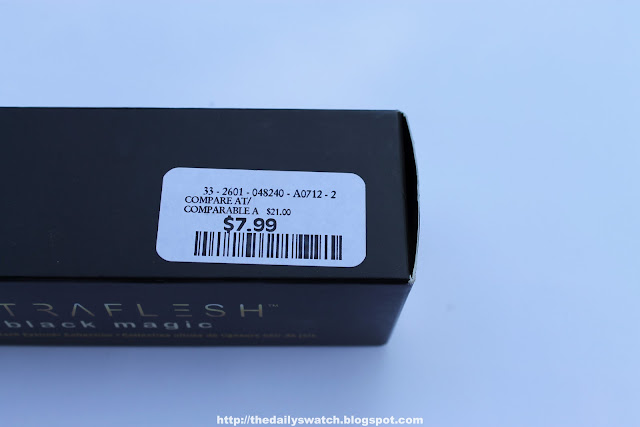 33 - 2601 - 048240 - A0712 - 2
COMPARE AT/
COMPARABLE A $21.00
$7.99
TRAFLESH™
black magic
http://thedailyswatch.blogspot.com